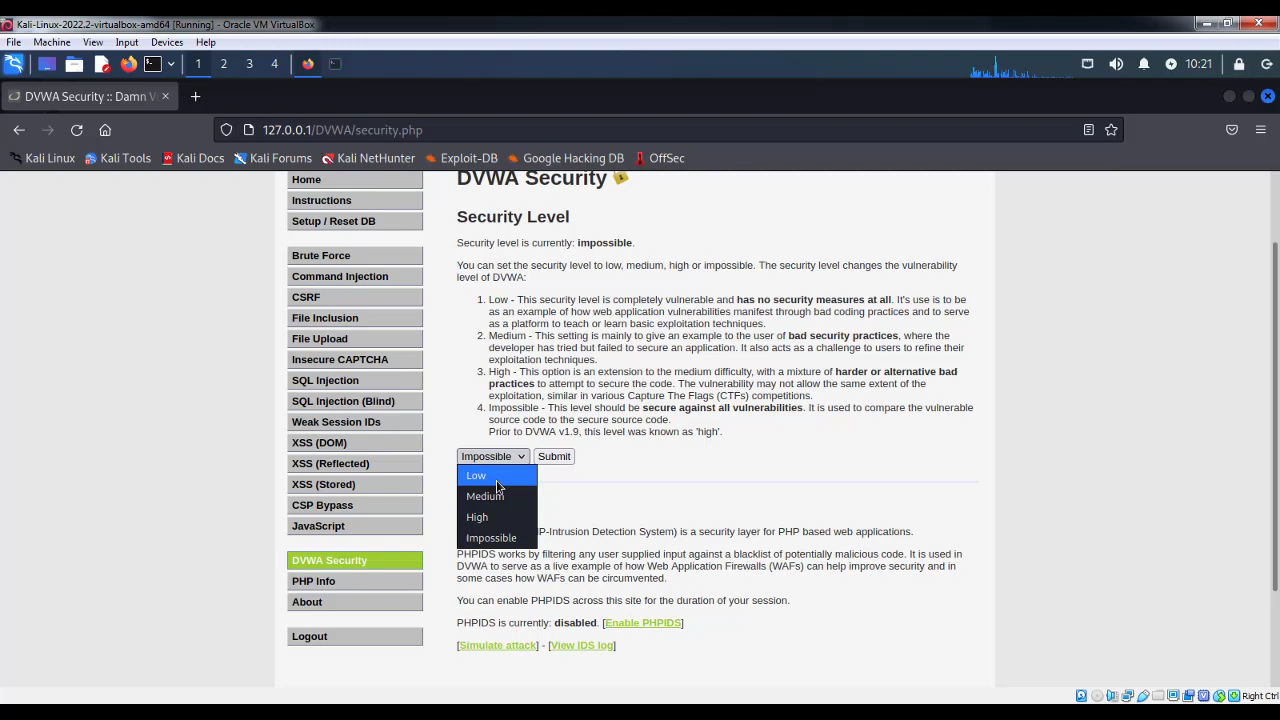 Kali-Linux-2022.2-virtualbox-amd64 [Running] - Oracle VM VirtualBox
File Machine View Input Devices Help
1 2 3 4 10:21
DVWA Security :: Damn V
127.0.0.1/DVWA/security.php
Kali Linux Kali Tools Kali Docs Kali Forums Kali NetHunter Exploit-DB Google Hacking DB OffSec
Home
Instructions
Setup / Reset DB
Brute Force
Command Injection
CSRF
File Inclusion
File Upload
Insecure CAPTCHA
SQL Injection
SQL Injection (Blind)
Weak Session IDs
XSS (DOM)
XSS (Reflected)
XSS (Stored)
CSP Bypass
JavaScript
DVWA Security
PHP Info
About
Logout
DVWA Security
Security Level
Security level is currently: impossible.
You can set the security level to low, medium, high or impossible. The security level changes the vulnerability
level of DVWA:
1. Low - This security level is completely vulnerable and has no security measures at all. It's use is to be
as an example of how web application vulnerabilities manifest through bad coding practices and to serve
as a platform to teach or learn basic exploitation techniques.
2. Medium - This setting is mainly to give an example to the user of bad security practices, where the
developer has tried but failed to secure an application. It also acts as a challenge to users to refine their
exploitation techniques.
3. High - This option is an extension to the medium difficulty, with a mixture of harder or alternative bad
practices to attempt to secure the code. The vulnerability may not allow the same extent of the
exploitation, similar in various Capture The Flags (CTFs) competitions.
4. Impossible - This level should be secure against all vulnerabilities. It is used to compare the vulnerable
source code to the secure source code.
Prior to DVWA v1.9, this level was known as 'high'.
Impossible Submit
Low
Medium
High
Impossible
HP-Intrusion Detection System) is a security layer for PHP based web applications.
PHPIDS works by filtering any user supplied input against a blacklist of potentially malicious code. It is used in
DVWA to serve as a live example of how Web Application Firewalls (WAFs) can help improve security and in
some cases how WAFs can be circumvented.
You can enable PHPIDS across this site for the duration of your session.
PHPIDS is currently: disabled. [Enable PHPIDS]
[Simulate attack] - [View IDS log]
Right Ctrl